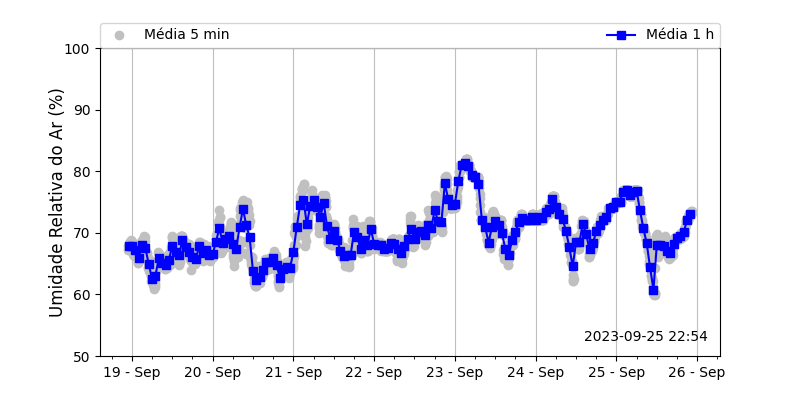 Média 5 min
Média 1 h
100
90
80
70
60
50
Umidade Relativa do Ar (%)
2023-09-25 22:54
19 - Sep
20 - Sep
21 - Sep
22 - Sep
23 - Sep
24 - Sep
25 - Sep
26 - Sep